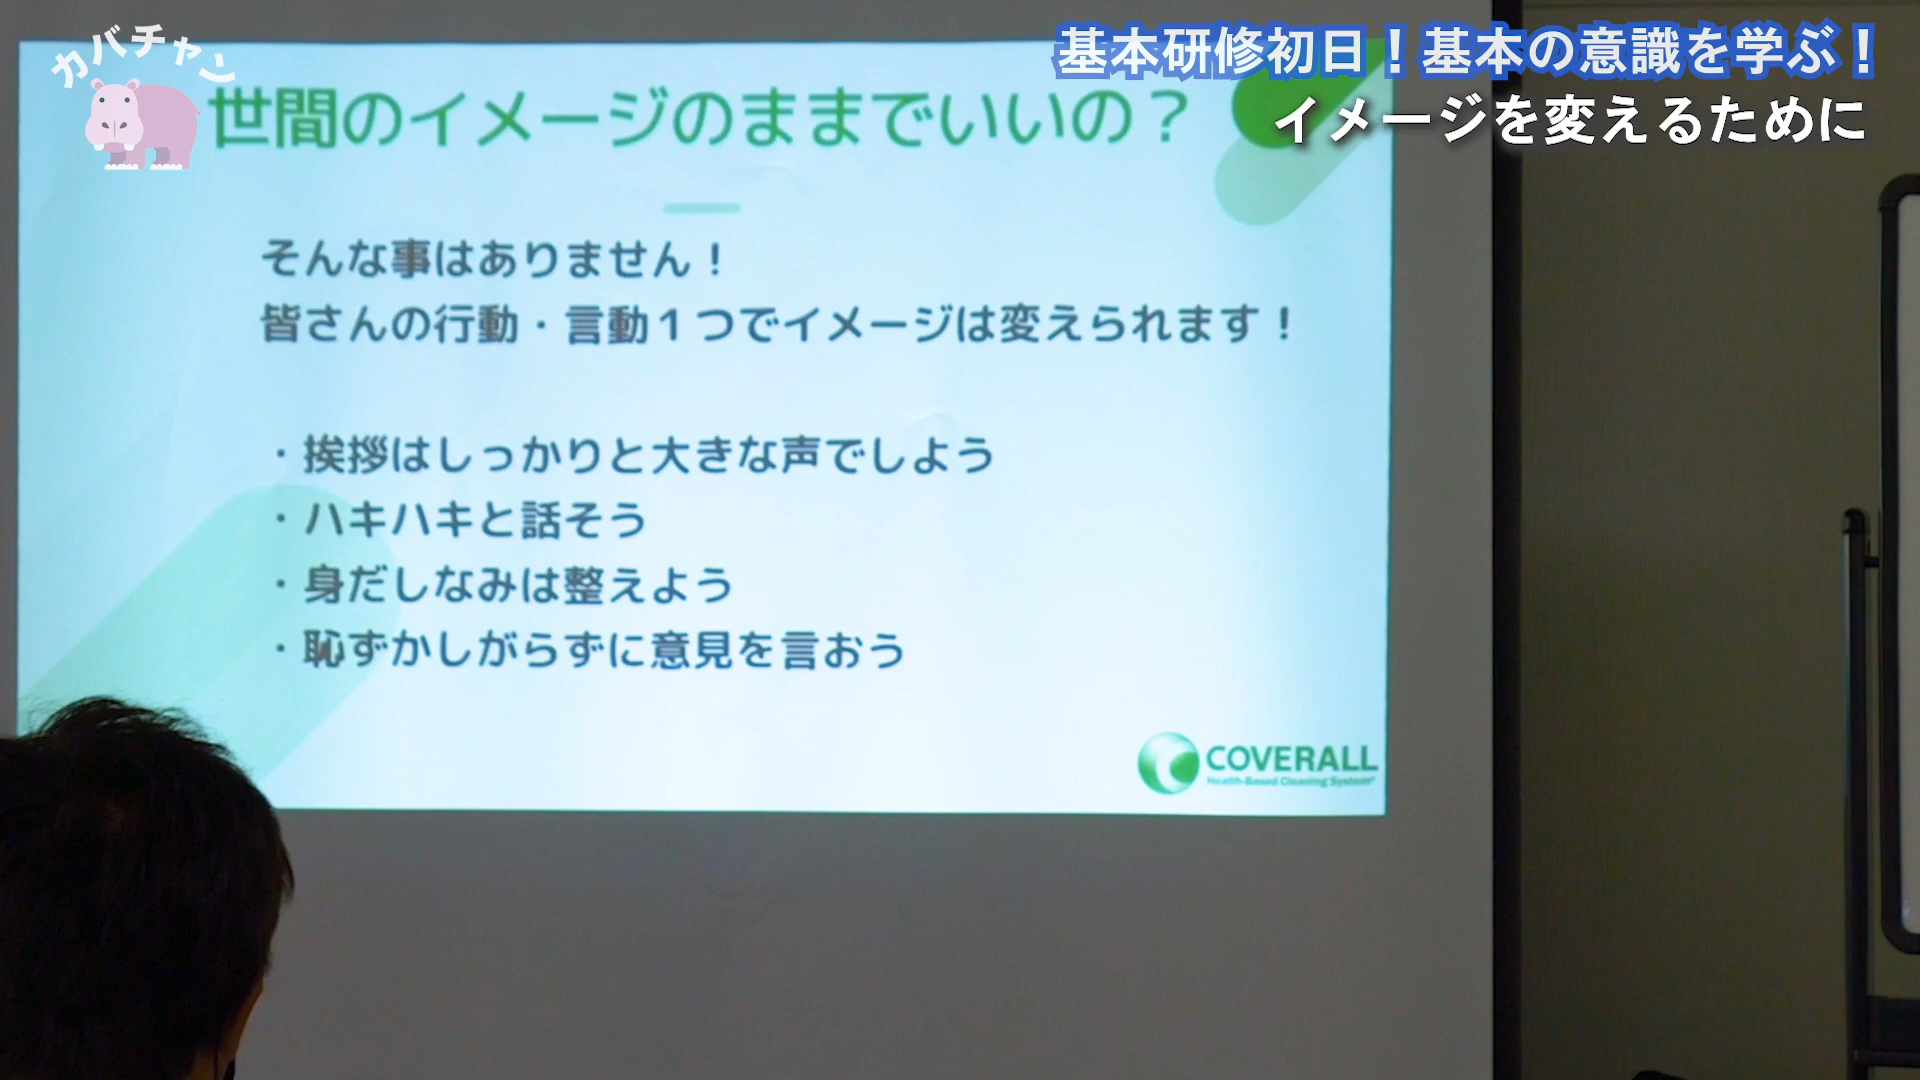 カバチャン
基本研修初日！基本の意識を学ぶ！
イメージを変えるために
世間のイメージのままでいいの？
そんな事はありません！
皆さんの行動・言動１つでイメージは変えられます！
・挨拶はしっかりと大きな声でしよう
・ハキハキと話そう
・身だしなみは整えよう
・恥ずかしがらずに意見を言おう
COVERALL
Health-Based Cleaning System